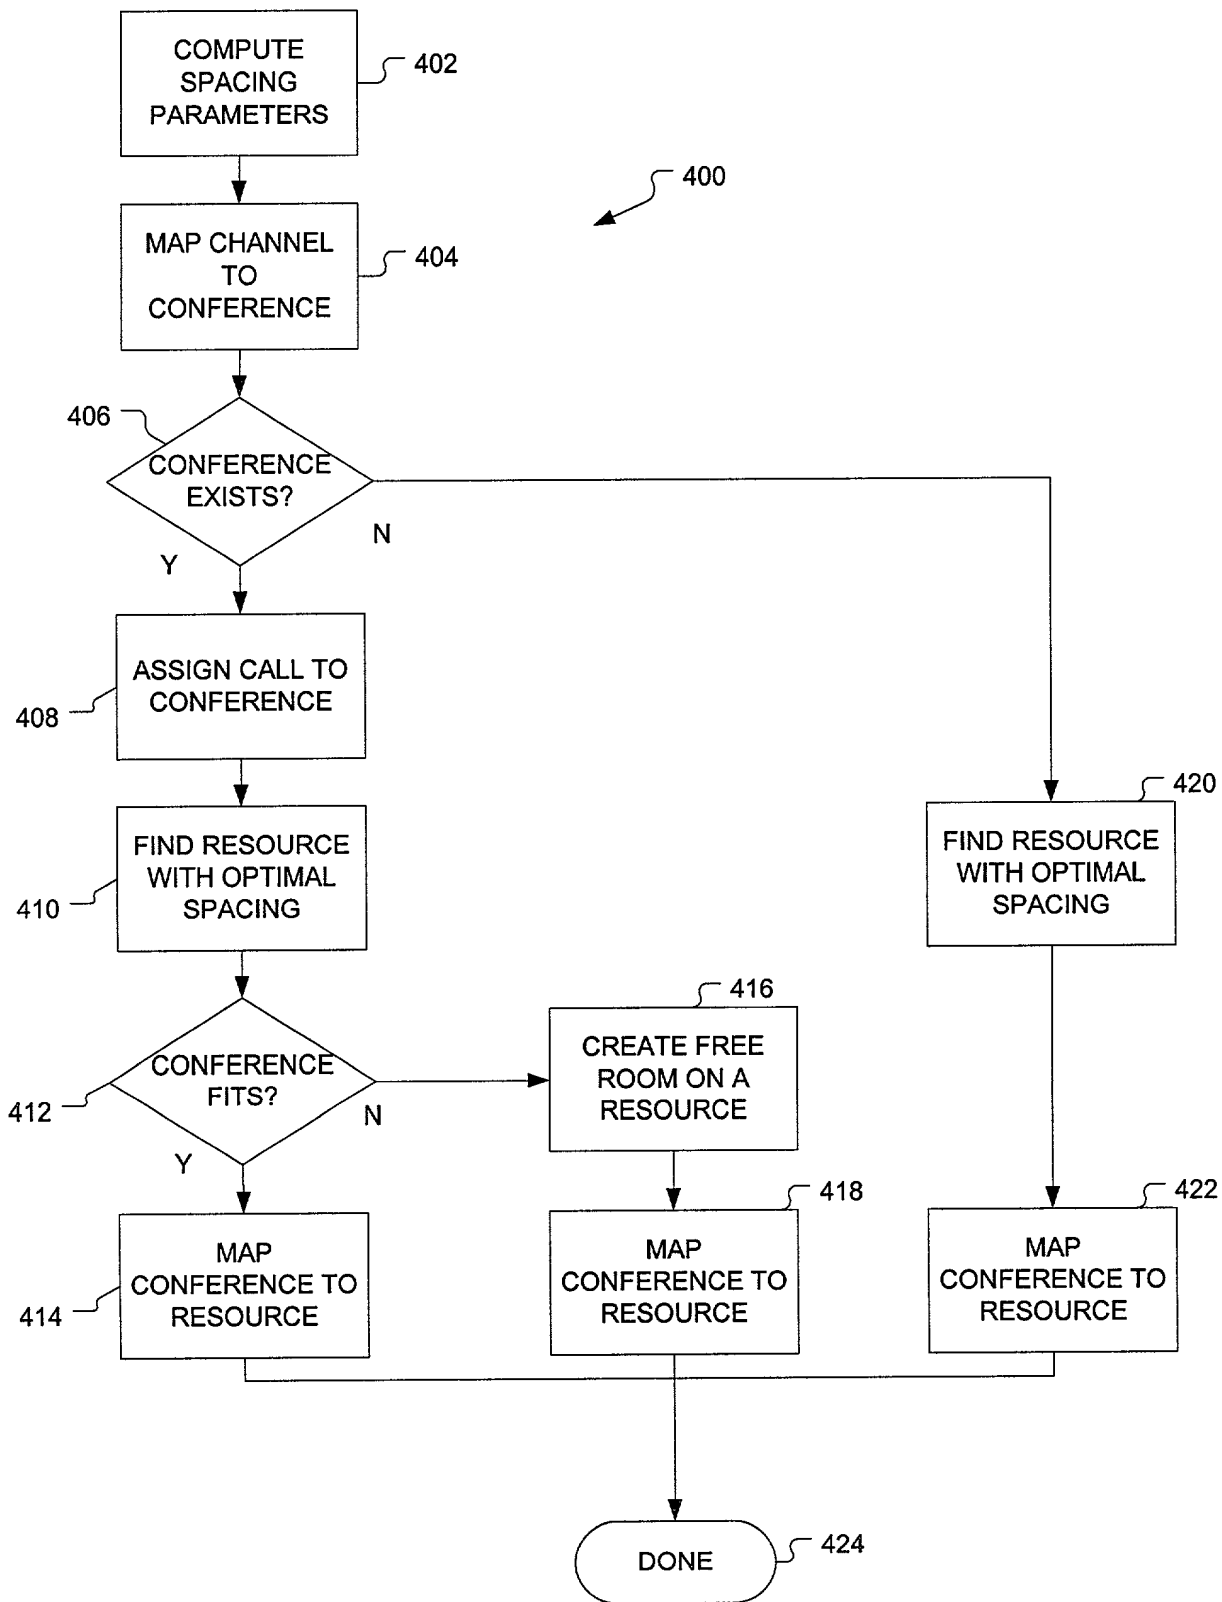 COMPUTE
SPACING
PARAMETERS
402
400
MAP CHANNEL
TO
CONFERENCE
404
406
CONFERENCE
EXISTS?
Y
N
ASSIGN CALL TO
CONFERENCE
408
FIND RESOURCE
WITH OPTIMAL
SPACING
410
420
FIND RESOURCE
WITH OPTIMAL
SPACING
CONFERENCE
FITS?
412
Y
N
416
CREATE FREE
ROOM ON A
RESOURCE
MAP
CONFERENCE TO
RESOURCE
414
418
MAP
CONFERENCE TO
RESOURCE
422
MAP
CONFERENCE TO
RESOURCE
DONE
424